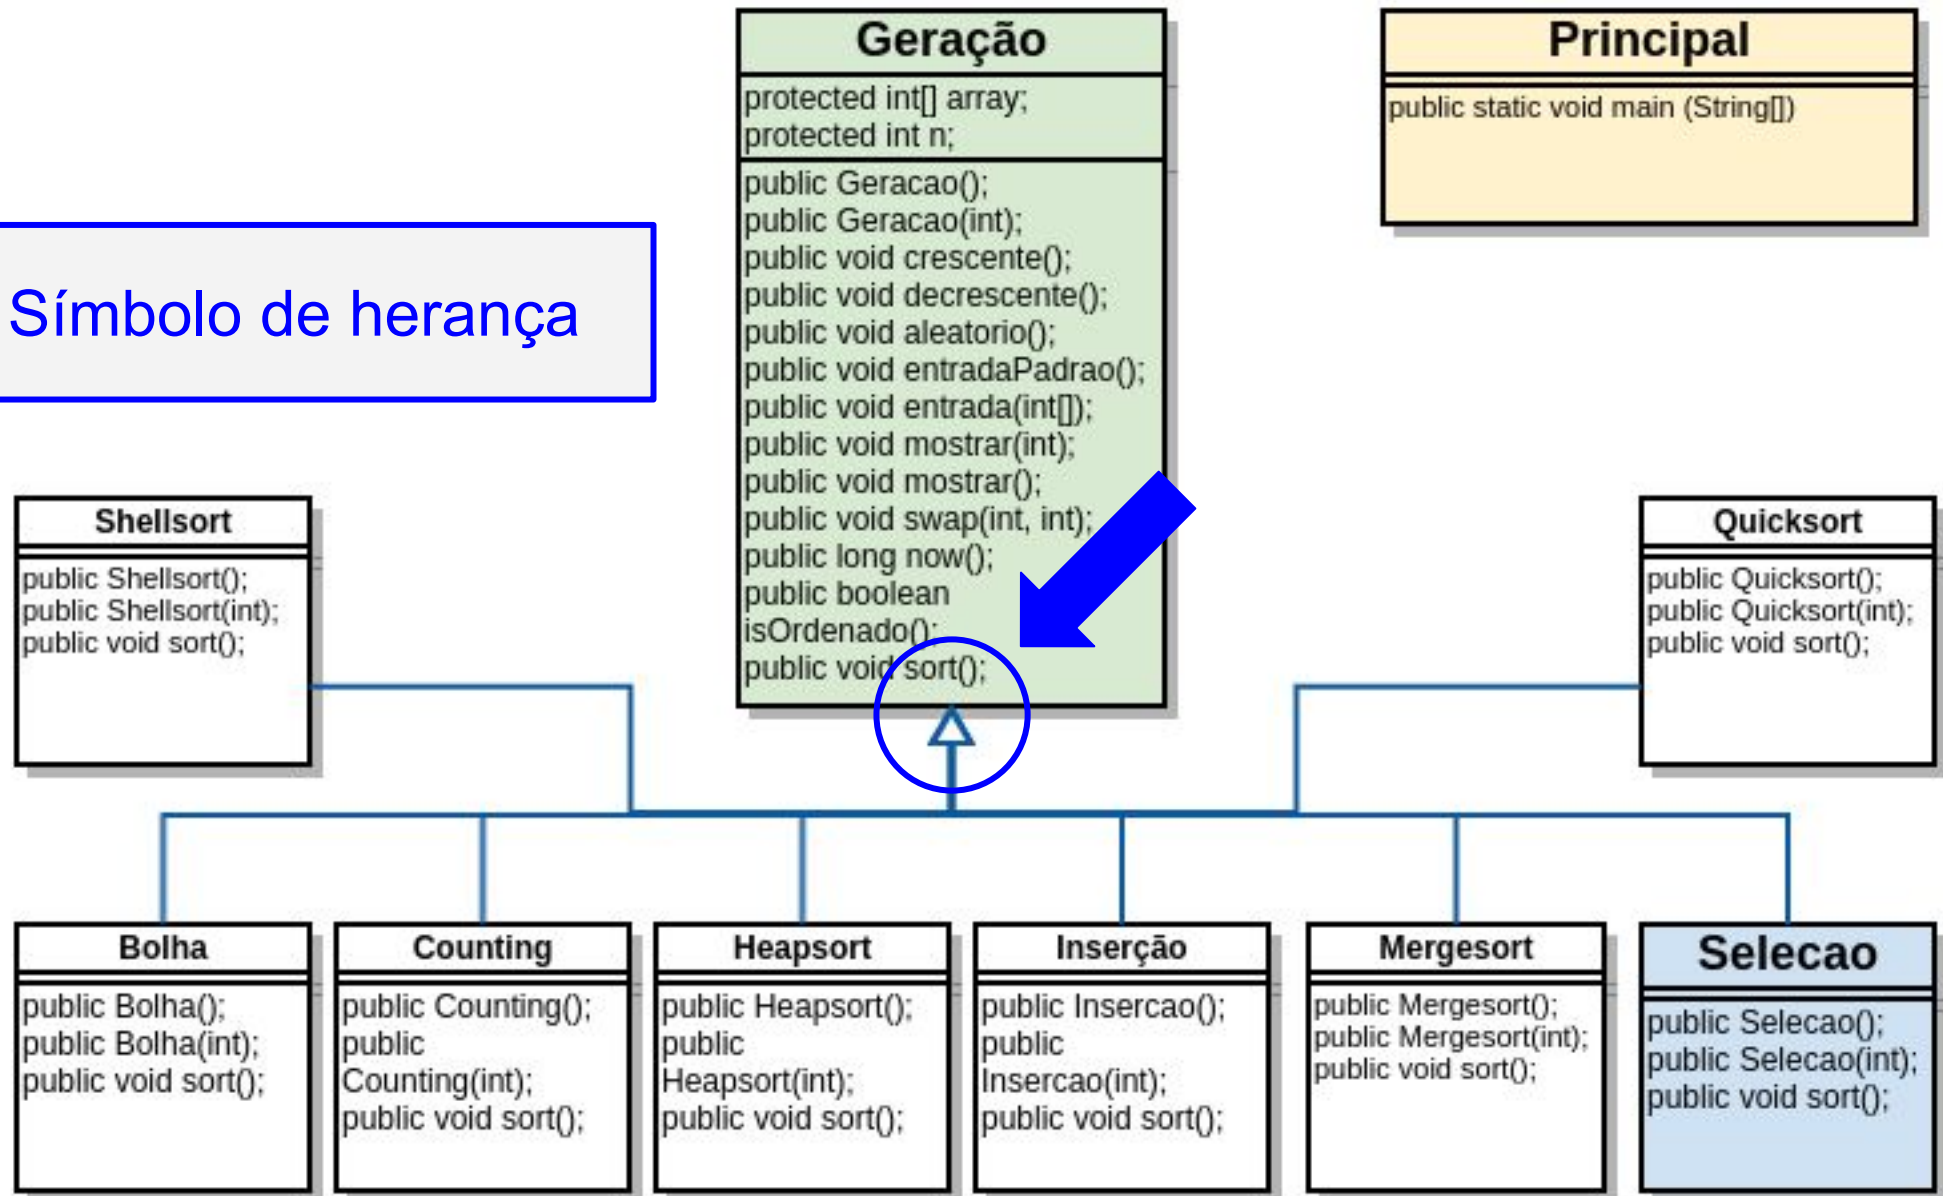 Geração
protected int[] array;
protected int n;
public Geracao();
public Geracao(int);
public void crescente();
public void decrescente();
public void aleatorio();
public void entradaPadrao();
public void entrada(int[]);
public void mostrar(int);
public void mostrar();
public void swap(int, int);
public long now();
public boolean
isOrdenado();
public void sort();
Principal
public static void main (String[])
Símbolo de herança
Shellsort
public Shellsort();
public Shellsort(int);
public void sort();
Quicksort
public Quicksort();
public Quicksort(int);
public void sort();
Bolha
public Bolha();
public Bolha(int);
public void sort();
Counting
public Counting();
public
Counting(int);
public void sort();
Heapsort
public Heapsort();
public
Heapsort(int);
public void sort();
Inserção
public Insercao();
public
Insercao(int);
public void sort();
Mergesort
public Mergesort();
public Mergesort(int);
public void sort();
Selecao
public Selecao();
public Selecao(int);
public void sort();